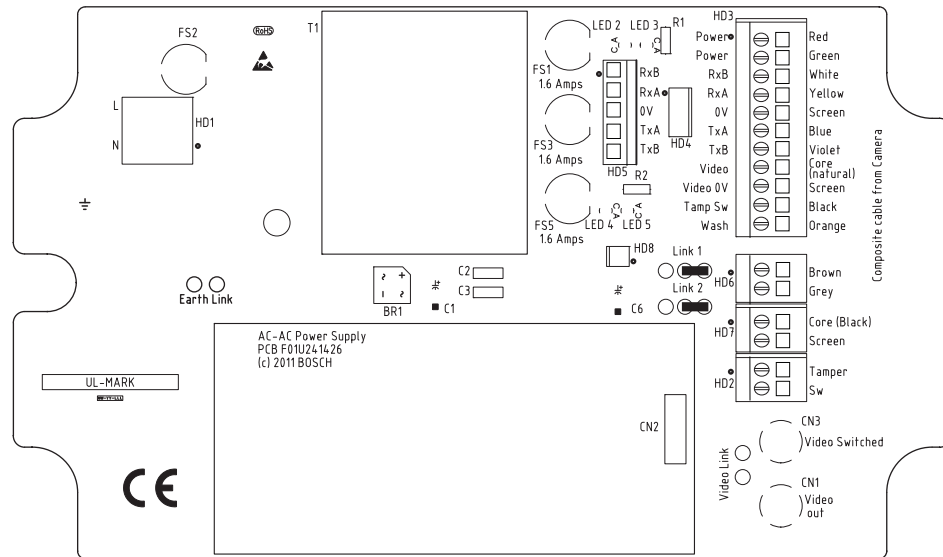 FS2
RoHS
T1
L
N
HD1
Earth Link
UL-MARK
CE
FS1
1.6 Amps
FS3
1.6 Amps
FS5
1.6 Amps
LED 2
LED 3
R1
C A
C A
RxB
RxA
0V
TxA
TxB
HD5
HD4
R2
LED 4
LED 5
C A
C A
HD8
Link 1
Link 2
C2
C3
BR1
C1
C6
AC-AC Power Supply
PCB F01U241426
(c) 2011 BOSCH
CN2
HD3
Power Red
Power Green
RxB White
RxA Yellow
0V Screen
TxA Blue
TxB Violet
Video Core (natural)
Video 0V Screen
Tamp Sw Black
Wash Orange
Composite cable from Camera
HD6
Brown
Grey
HD7
Core (Black)
Screen
HD2
Tamper
Sw
CN3
Video Switched
Video Link
CN1
Video
out